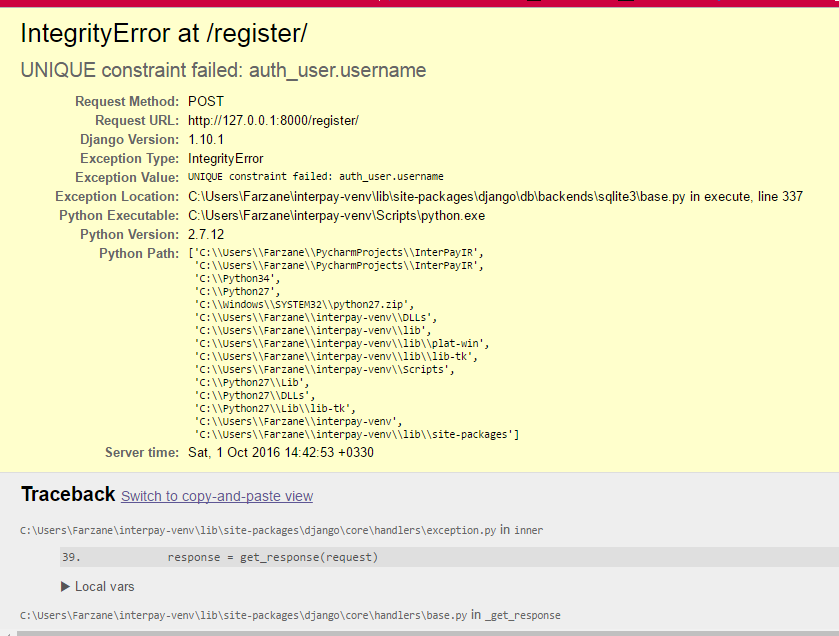 IntegrityError at /register/
UNIQUE constraint failed: auth_user.username
Request Method: POST
Request URL: http://127.0.0.1:8000/register/
Django Version: 1.10.1
Exception Type: IntegrityError
Exception Value: UNIQUE constraint failed: auth_user.username
Exception Location: C:\Users\Farzane\interpay-venv\lib\site-packages\django\db\backends\sqlite3\base.py in execute, line 337
Python Executable: C:\Users\Farzane\interpay-venv\Scripts\python.exe
Python Version: 2.7.12
Python Path: ['C:\\Users\\Farzane\\PycharmProjects\\InterPayIR',
'C:\\Users\\Farzane\\PycharmProjects\\InterPayIR',
'C:\\Python34',
'C:\\Python27',
'C:\\Windows\\SYSTEM32\\python27.zip',
'C:\\Users\\Farzane\\interpay-venv\\DLLs',
'C:\\Users\\Farzane\\interpay-venv\\lib',
'C:\\Users\\Farzane\\interpay-venv\\lib\\plat-win',
'C:\\Users\\Farzane\\interpay-venv\\lib\\lib-tk',
'C:\\Users\\Farzane\\interpay-venv\\Scripts',
'C:\\Python27\\Lib',
'C:\\Python27\\DLLs',
'C:\\Python27\\Lib\\lib-tk',
'C:\\Users\\Farzane\\interpay-venv',
'C:\\Users\\Farzane\\interpay-venv\\lib\\site-packages']
Server time: Sat, 1 Oct 2016 14:42:53 +0330
Traceback Switch to copy-and-paste view
C:\Users\Farzane\interpay-venv\lib\site-packages\django\core\handlers\exception.py in inner
39. response = get_response(request)
▶ Local vars
C:\Users\Farzane\interpay-venv\lib\site-packages\django\core\handlers\base.py in _get_response